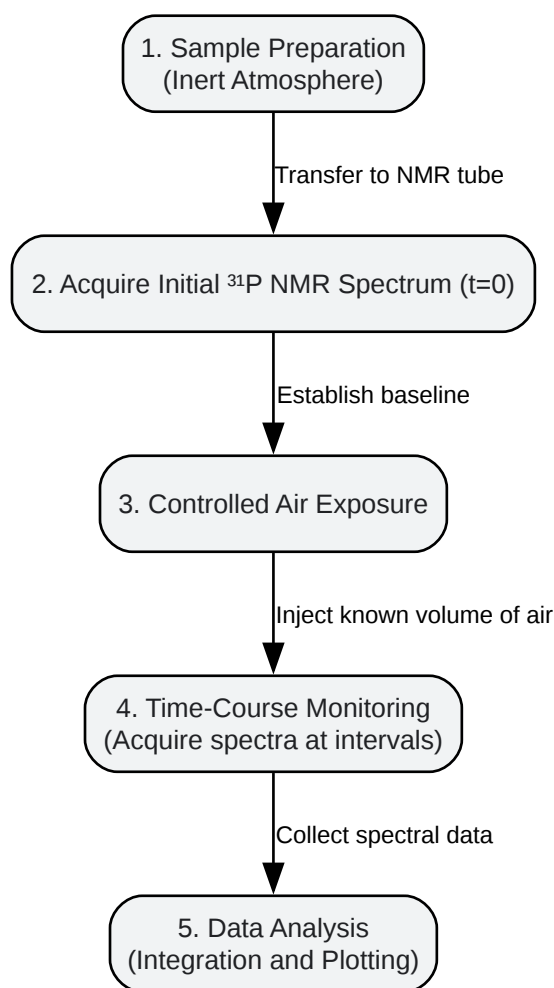 1. Sample Preparation
(Inert Atmosphere)
Transfer to NMR tube
2. Acquire Initial ³¹P NMR Spectrum (t=0)
Establish baseline
3. Controlled Air Exposure
Inject known volume of air
4. Time-Course Monitoring
(Acquire spectra at intervals)
Collect spectral data
5. Data Analysis
(Integration and Plotting)